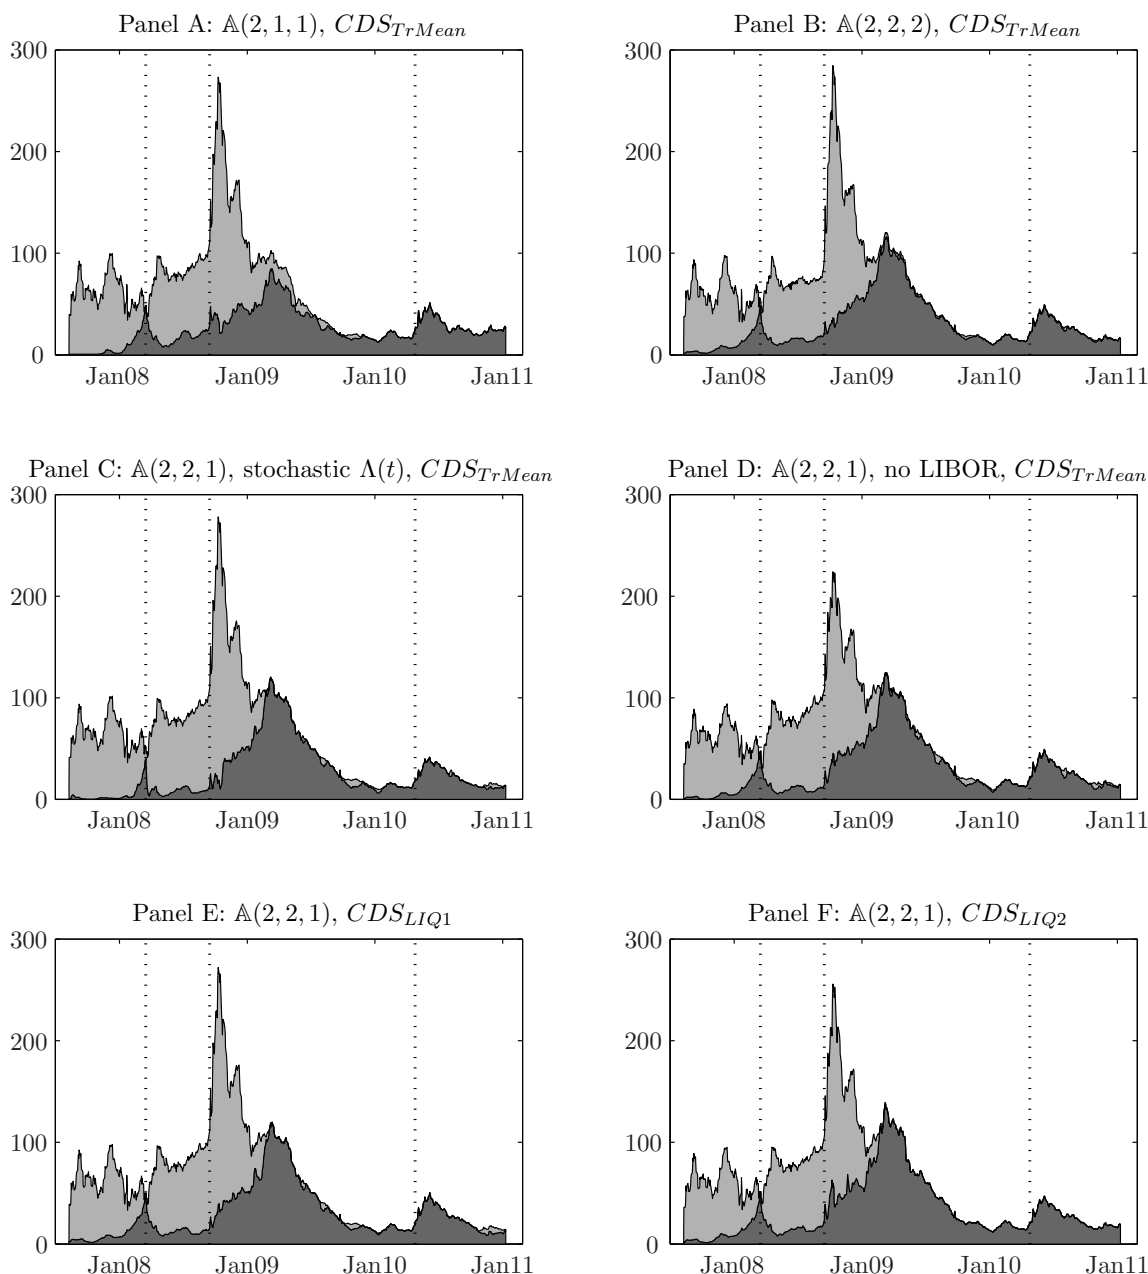 Panel A: 𝔸(2, 1, 1), CDS_TrMean
300
200
100
0
Jan08 Jan09 Jan10 Jan11
Panel B: 𝔸(2, 2, 2), CDS_TrMean
300
200
100
0
Jan08 Jan09 Jan10 Jan11
Panel C: 𝔸(2, 2, 1), stochastic Λ(t), CDS_TrMean
300
200
100
0
Jan08 Jan09 Jan10 Jan11
Panel D: 𝔸(2, 2, 1), no LIBOR, CDS_TrMean
300
200
100
0
Jan08 Jan09 Jan10 Jan11
Panel E: 𝔸(2, 2, 1), CDS_LIQ1
300
200
100
0
Jan08 Jan09 Jan10 Jan11
Panel F: 𝔸(2, 2, 1), CDS_LIQ2
300
200
100
0
Jan08 Jan09 Jan10 Jan11